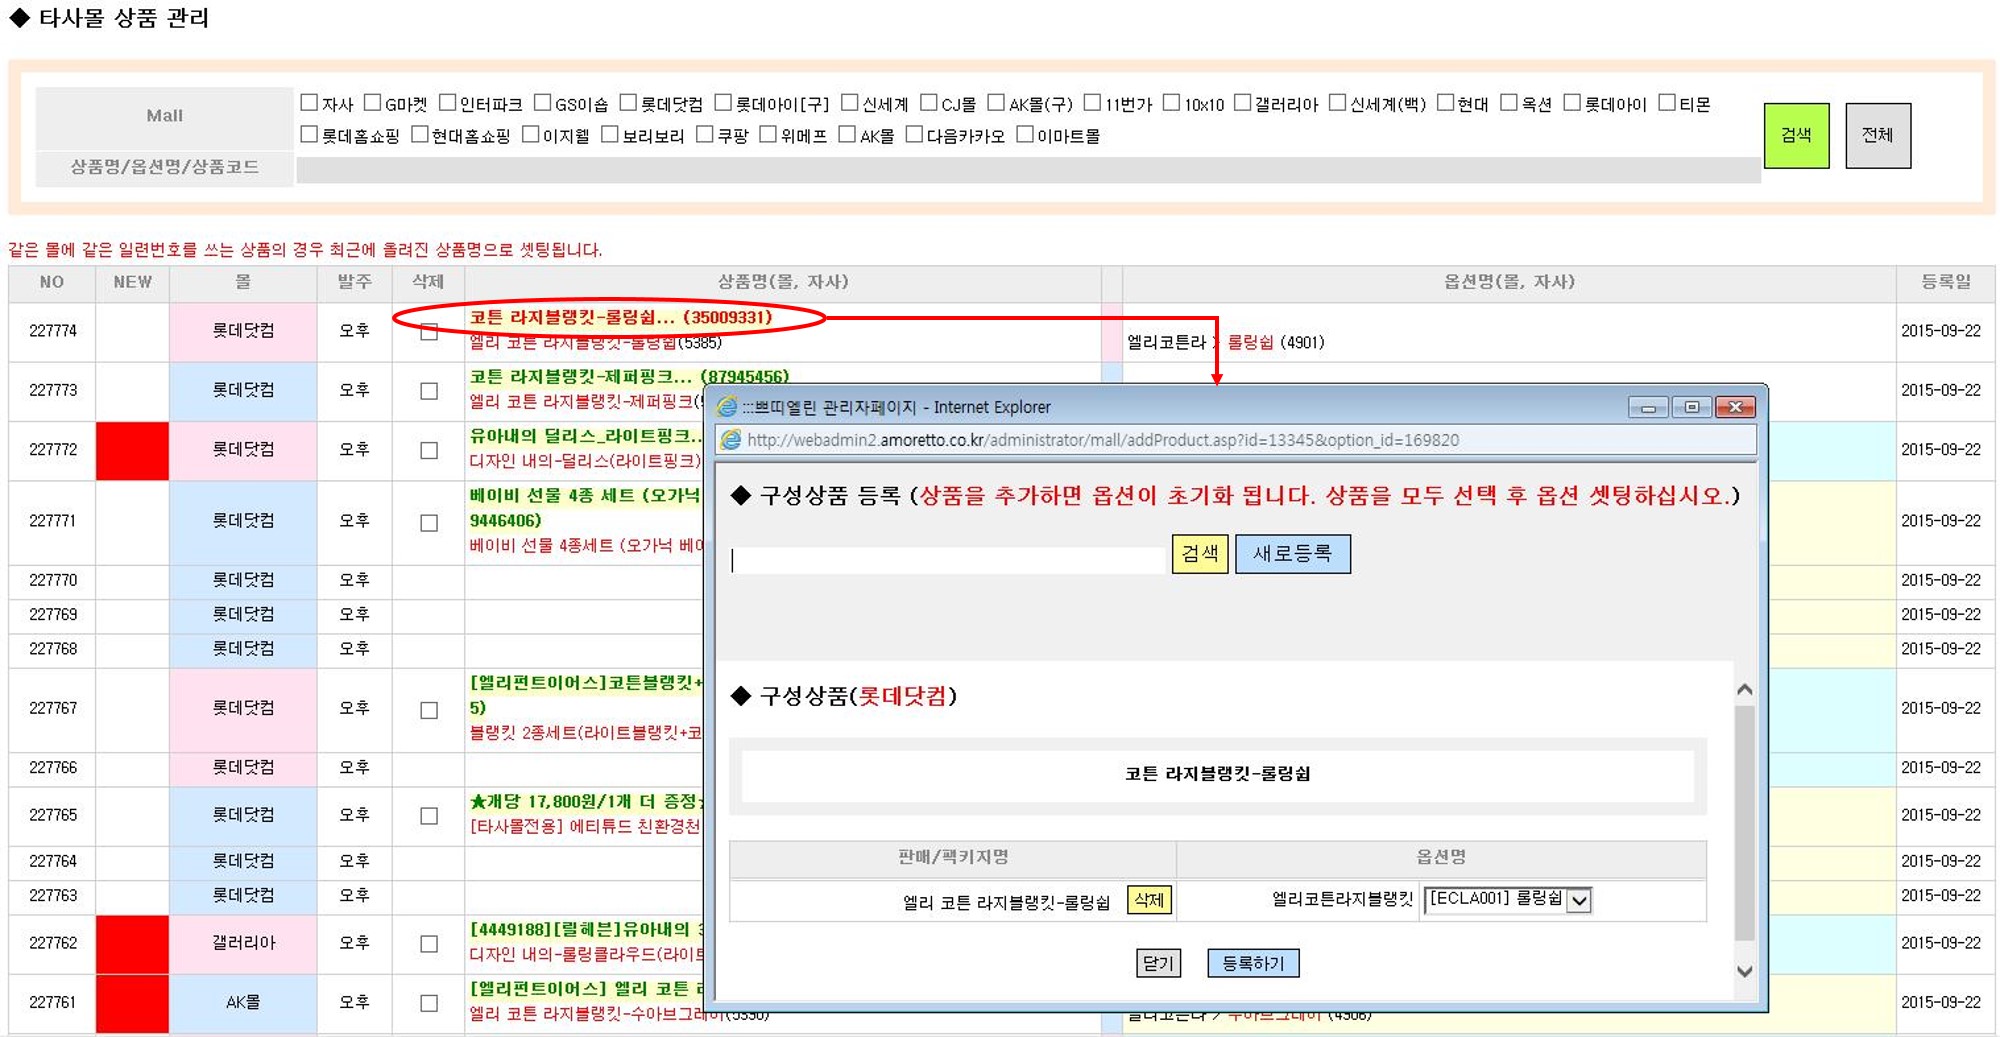 ◆ 타사몰 상품 관리
Mall
자사 G마켓 인터파크 GS이숍 롯데닷컴 롯데아이[구] 신세계 CJ몰 AK몰(구) 11번가 10x10 갤러리아 신세계(백) 현대 옥션 롯데아이 티몬
롯데홈쇼핑 현대홈쇼핑 이지웰 보리보리 쿠팡 위메프 AK몰 다음카카오 이마트몰
검색 전체
상품명/옵션명/상품코드
같은 몰에 같은 일련번호를 쓰는 상품의 경우 최근에 올려진 상품명으로 셋팅됩니다.
NO NEW 몰 발주 삭제 상품명(몰, 자사) 옵션명(몰, 자사) 등록일
227774 롯데닷컴 오후 코튼 라지블랭킷-롤링쉽... (35009331) 2015-09-22
엘리 코튼 라지블랭킷-롤링쉽(5385) 엘리코튼라 > 롤링쉽 (4901)
227773 롯데닷컴 오후 코튼 라지블랭킷-제퍼핑크... (87945456) 2015-09-22
엘리 코튼 라지블랭킷-제퍼핑크
227772 롯데닷컴 오후 유아내의 덜리스_라이트핑크.. 2015-09-22
디자인 내의-덜리스(라이트핑크)
227771 롯데닷컴 오후 베이비 선물 4종 세트 (오가닉 2015-09-22
9446406)
베이비 선물 4종세트 (오가닉 베이
227770 롯데닷컴 오후 2015-09-22
227769 롯데닷컴 오후 2015-09-22
227768 롯데닷컴 오후 2015-09-22
227767 롯데닷컴 오후 [엘리펀트이어스]코튼블랭킷+ 2015-09-22
5)
블랭킷 2종세트(라이트블랭킷+코
227766 롯데닷컴 오후 2015-09-22
227765 롯데닷컴 오후 ★개당 17,800원/1개 더 증정 2015-09-22
[타사몰전용] 에티튜드 친환경천
227764 롯데닷컴 오후 2015-09-22
227763 롯데닷컴 오후 2015-09-22
227762 갤러리아 오후 [4449188][릴헤븐]유아내의 2015-09-22
디자인 내의-롤링클라우드(라이트
227761 AK몰 오후 [엘리펀트이어스] 엘리 코튼 2015-09-22
엘리 코튼 라지블랭킷-수아브그레이(5390) 엘리코튼라 > 수아브그레이 (4906)
:::쁘띠엘린 관리자페이지 - Internet Explorer
http://webadmin2.amoretto.co.kr/administrator/mall/addProduct.asp?id=13345&option_id=169820
◆ 구성상품 등록 (상품을 추가하면 옵션이 초기화 됩니다. 상품을 모두 선택 후 옵션 셋팅하십시오.)
검색 새로등록
◆ 구성상품(롯데닷컴)
코튼 라지블랭킷-롤링쉽
판매/팩키지명 옵션명
엘리 코튼 라지블랭킷-롤링쉽 삭제 엘리코튼라지블랭킷 [ECLA001] 롤링쉽
닫기 등록하기